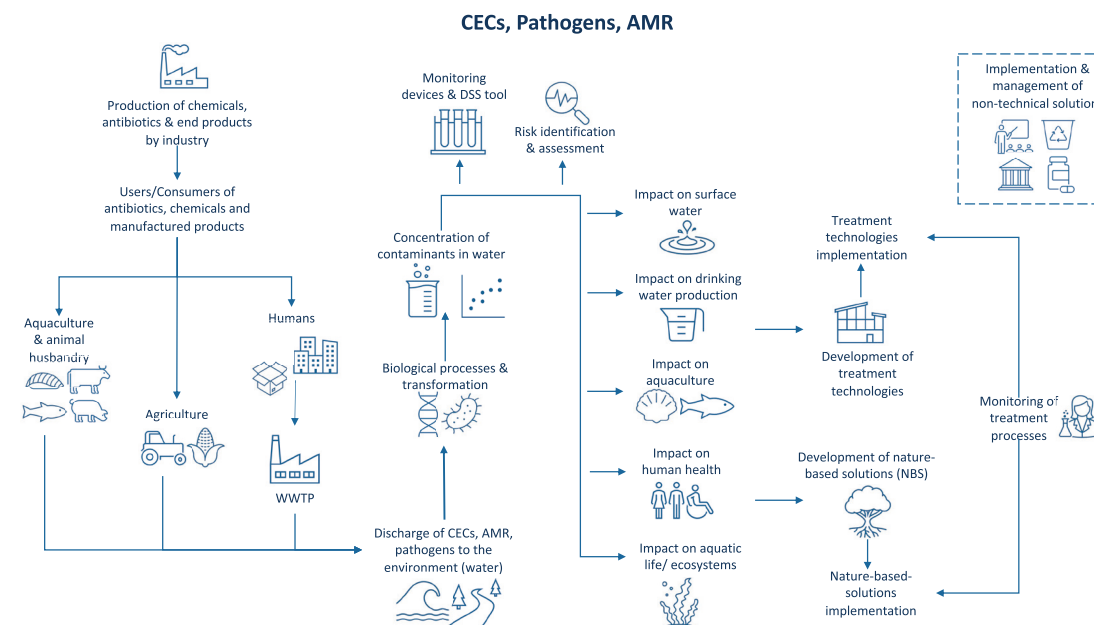 CECs, Pathogens, AMR
Production of chemicals,
antibiotics & end products
by industry
Users/Consumers of
antibiotics, chemicals and
manufactured products
Aquaculture
& animal
husbandry
Agriculture
Humans
WWTP
Monitoring
devices & DSS tool
Risk identification
& assessment
Concentration of
contaminants in water
Biological processes &
transformation
Discharge of CECs, AMR,
pathogens to the
environment (water)
Impact on surface
water
Impact on drinking
water production
Impact on
aquaculture
Impact on
human health
Impact on aquatic
life/ ecosystems
Treatment
technologies
implementation
Development of
treatment
technologies
Development of nature-
based solutions (NBS)
Nature-based-
solutions
implementation
Implementation &
management of
non-technical solution
Monitoring of
treatment
processes